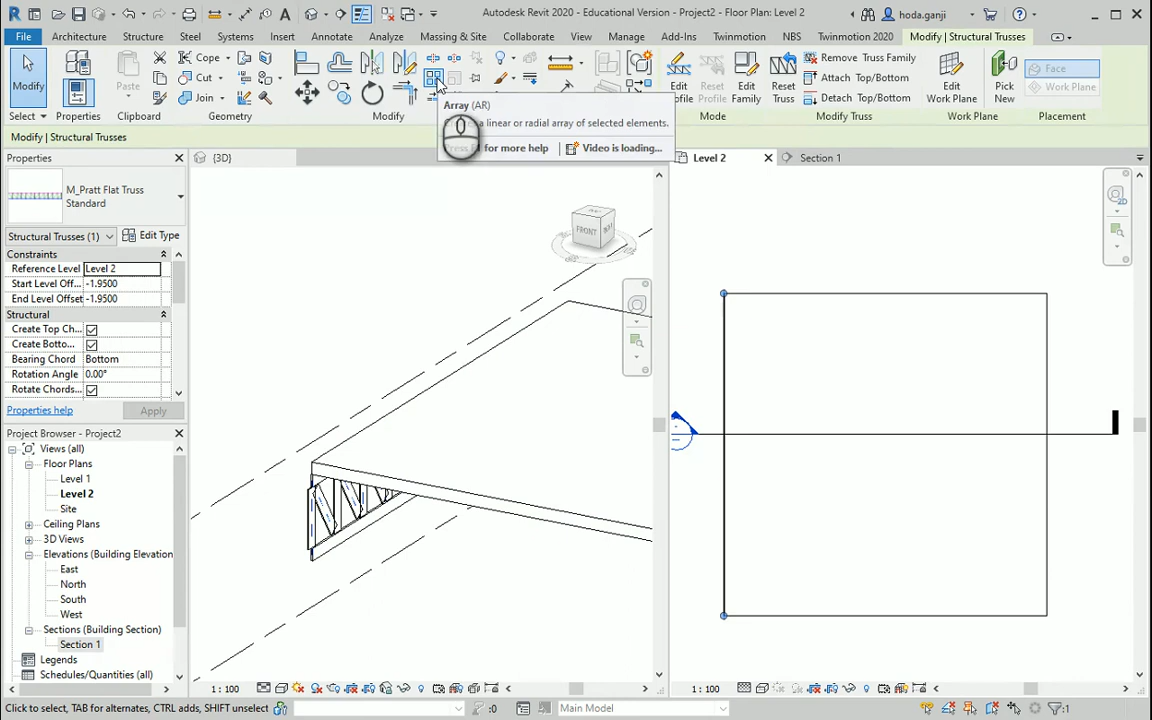 Autodesk Revit 2020 - Educational Version - Project2 - Floor Plan: Level 2
hoda.ganji
File Architecture Structure Steel Systems Insert Annotate Analyze Massing & Site Collaborate View Manage Add-Ins Twinmotion NBS Twinmotion 2020 Modify | Structural Trusses
Modify
Paste
Cope
Cut
Join
Edit Profile
Reset Profile
Edit Family
Reset Truss
Remove Truss Family
Attach Top/Bottom
Detach Top/Bottom
Edit Work Plane
Pick New
Face
Work Plane
Select Properties Clipboard Modify Mode Modify Truss Work Plane Placement
Array (AR)
a linear or radial array of selected elements.
for more help
Video is loading...
Modify | Structural Trusses
Properties
{3D}
Level 2
Section 1
M_Pratt Flat Truss
Standard
Structural Trusses (1)
Edit Type
Constraints
Reference Level Level 2
Start Level Off... -1.9500
End Level Offset -1.9500
Structural
Create Top Ch...
Create Botto...
Bearing Chord Bottom
Rotation Angle 0.00°
Rotate Chords...
Properties help
Apply
FRONT
2D
Project Browser - Project2
Views (all)
Floor Plans
Level 1
Level 2
Site
Ceiling Plans
3D Views
Elevations (Building Elevation
East
North
South
West
Sections (Building Section)
Section 1
Legends
Schedules/Quantities (all)
1 : 100
1 : 100
Click to select, TAB for alternates, CTRL adds, SHIFT unselect
:0
Main Model
:1